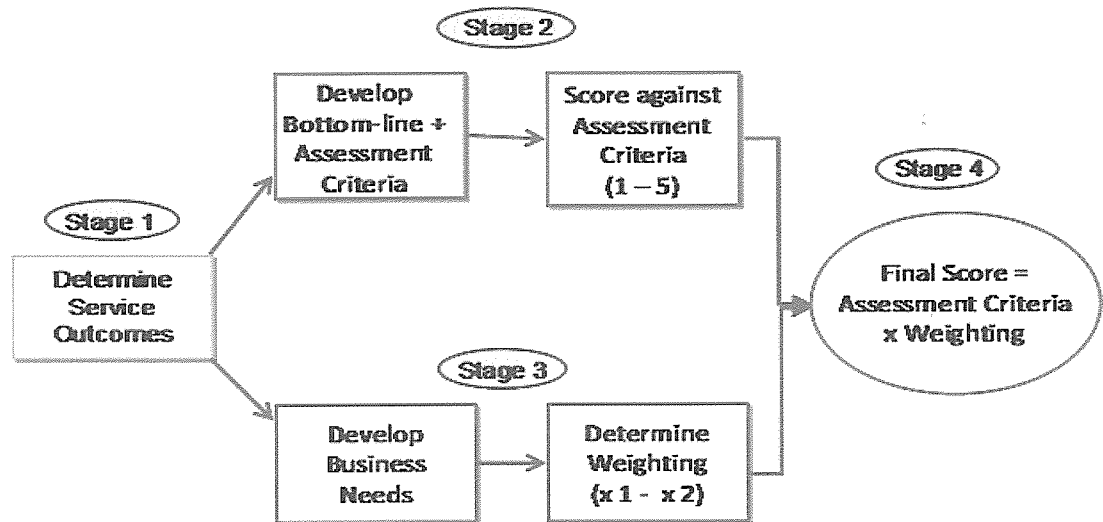 Stage 1
Determine
Service
Outcomes
Stage 2
Develop
Bottom-line +
Assessment
Criteria
Score against
Assessment
Criteria
(1 – 5)
Stage 3
Develop
Business
Needs
Determine
Weighting
(x 1 - x 2)
Stage 4
Final Score =
Assessment Criteria
x Weighting